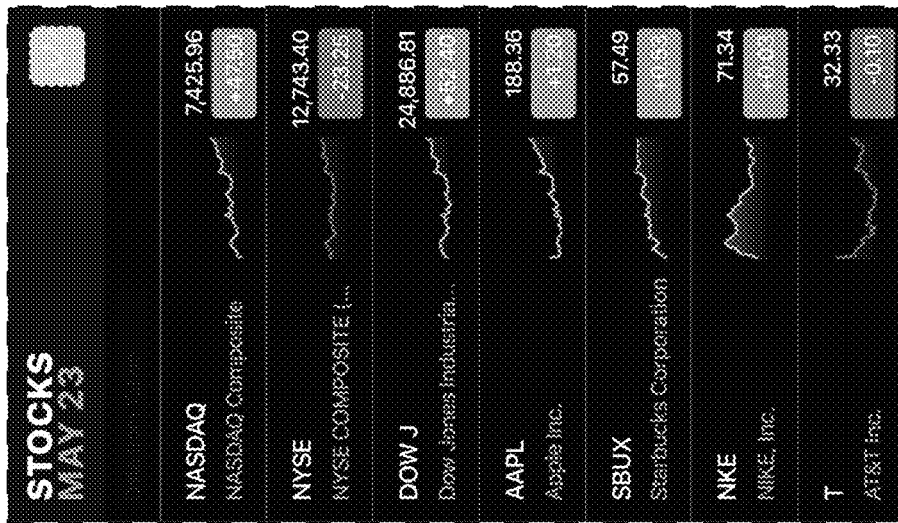 STOCKS
MAY 23
NASDAQ
7,425.96
NASDAQ Composite
NYSE
12,743.40
NYSE COMPOSITE (...
DOW J
24,886.81
Dow Jones Industria...
AAPL
188.36
Apple Inc.
SBUX
57.49
Starbucks Corporation
NKE
71.34
NIKE, Inc.
T
32.33
AT&T Inc.